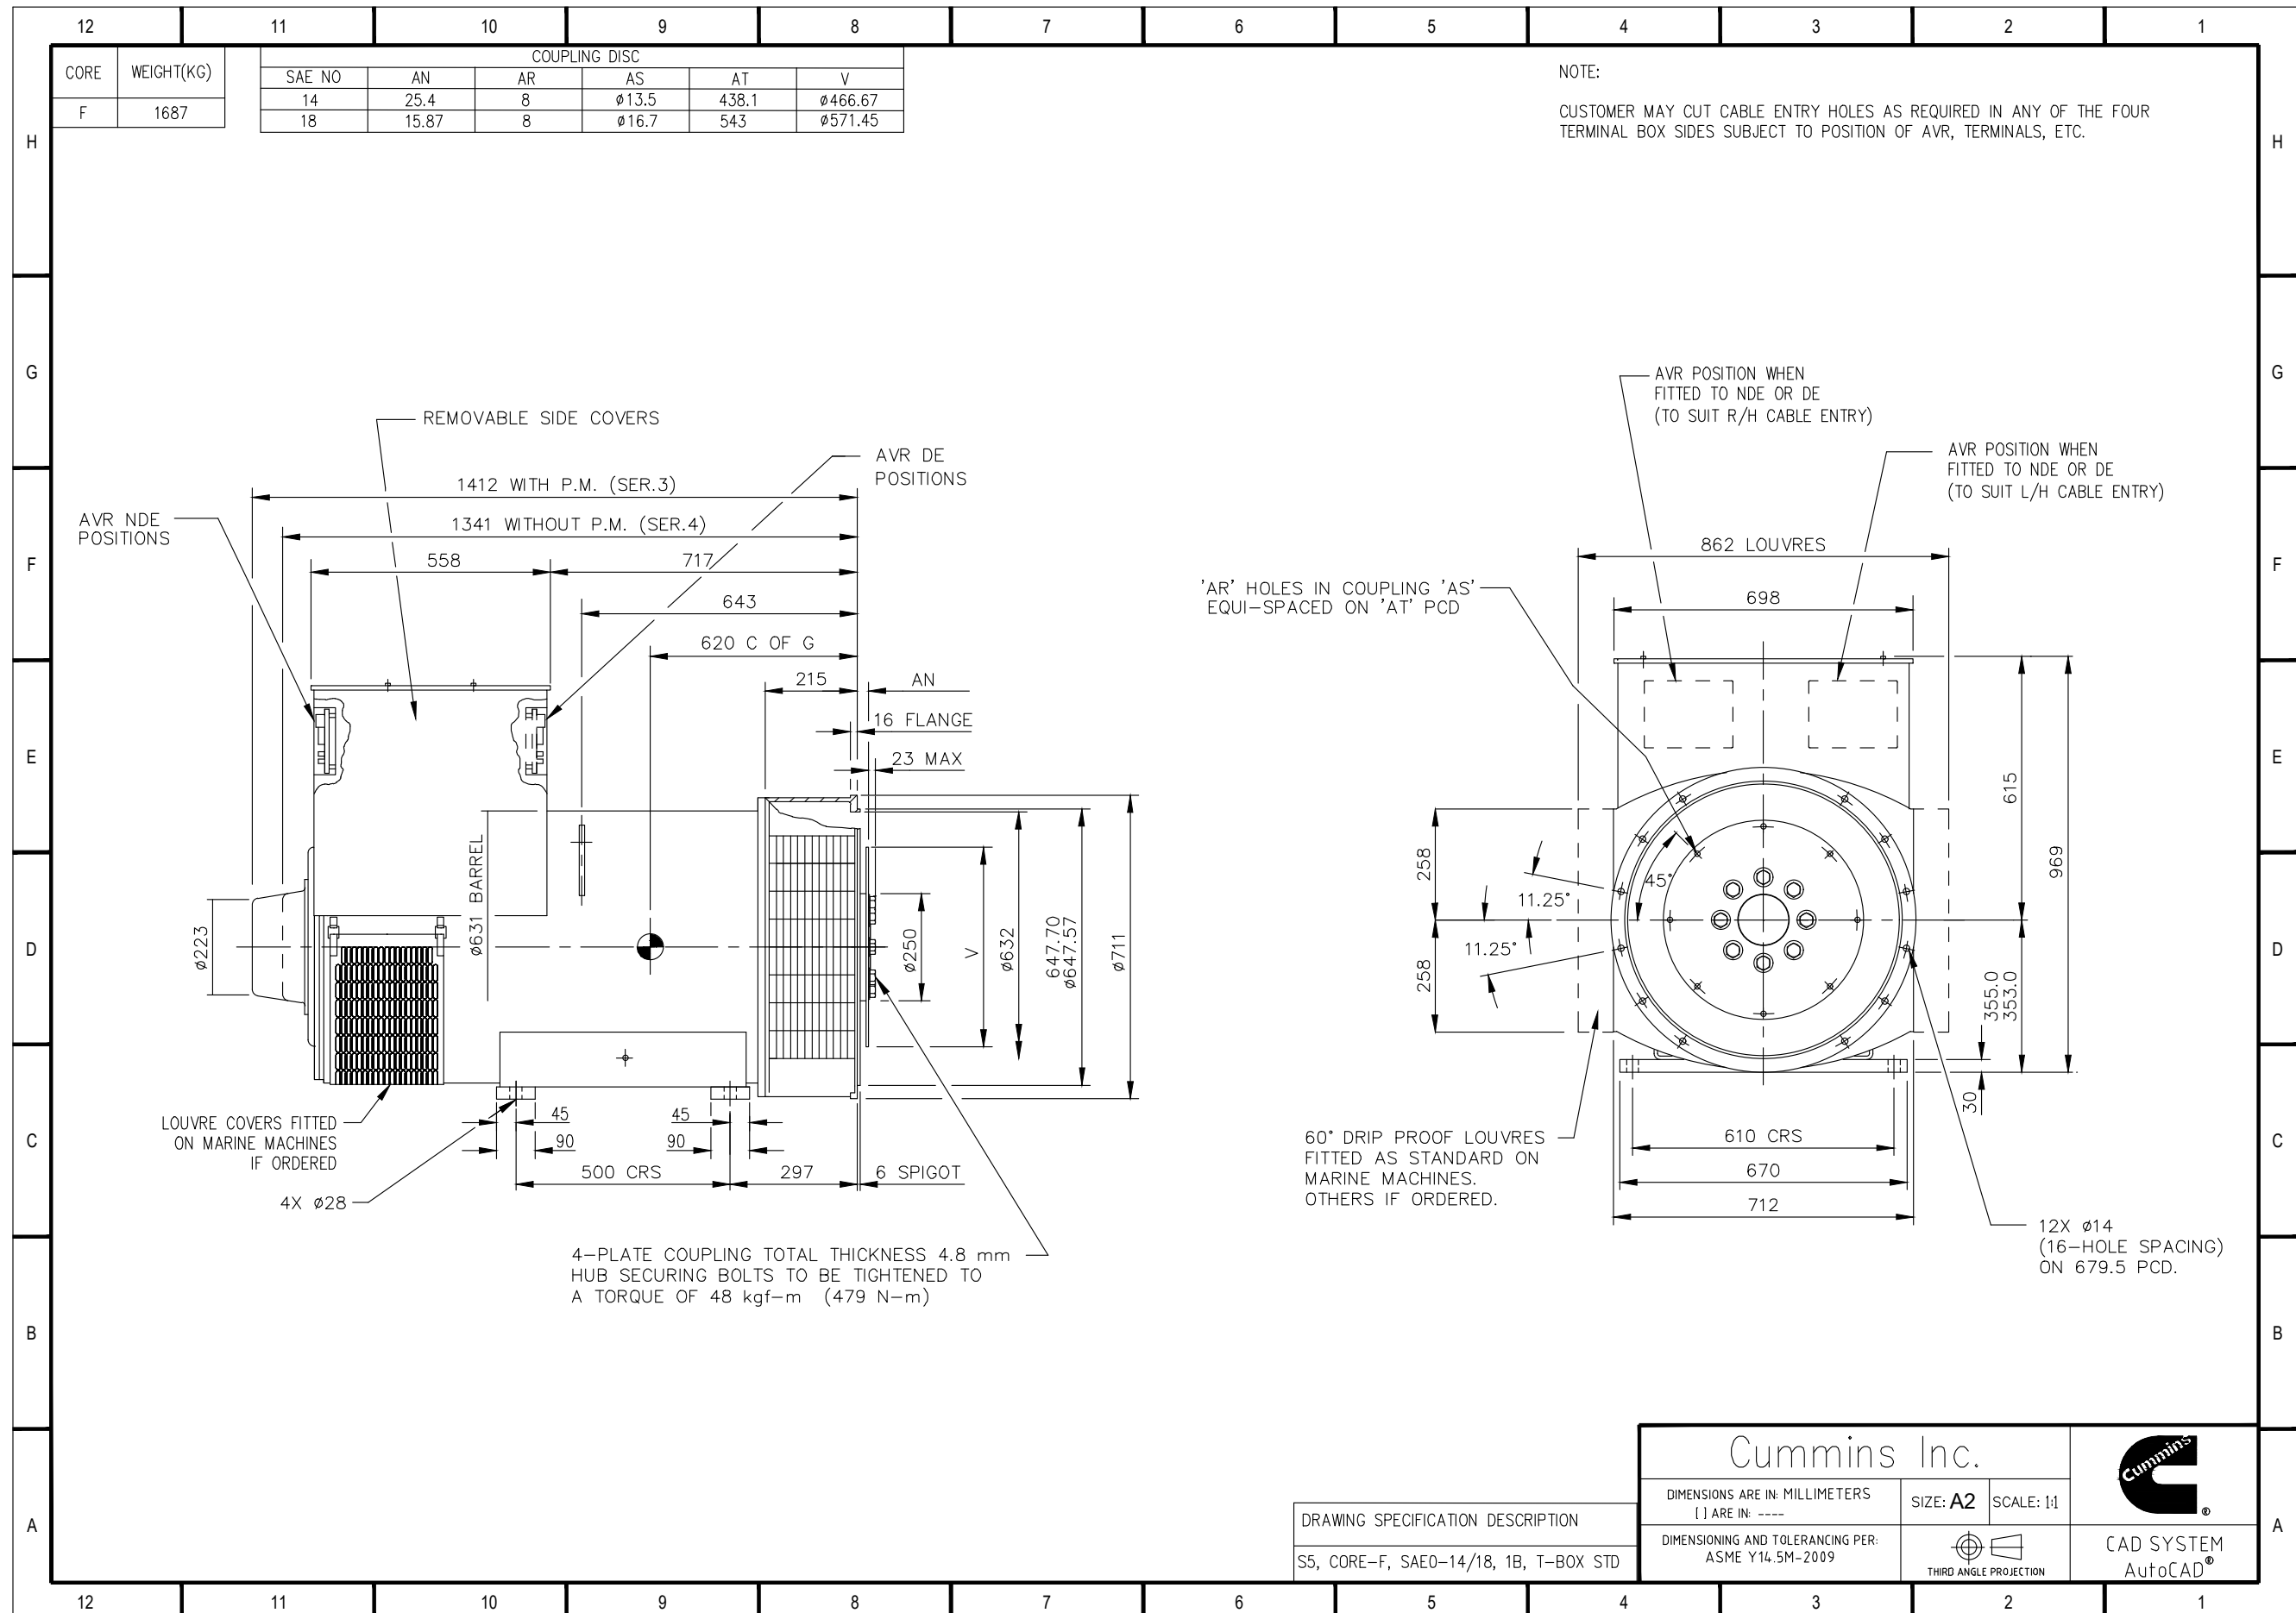 12 11 10 9 8 7 6 5 4 3 2 1
H
G
F
E
D
C
B
A
CORE WEIGHT(KG)
F 1687
COUPLING DISC
SAE NO AN AR AS AT V
14 25.4 8 ø13.5 438.1 ø466.67
18 15.87 8 ø16.7 543 ø571.45
NOTE:
CUSTOMER MAY CUT CABLE ENTRY HOLES AS REQUIRED IN ANY OF THE FOUR
TERMINAL BOX SIDES SUBJECT TO POSITION OF AVR, TERMINALS, ETC.
REMOVABLE SIDE COVERS
AVR DE
POSITIONS
1412 WITH P.M. (SER.3)
AVR NDE
POSITIONS
1341 WITHOUT P.M. (SER.4)
558
717
643
620 C OF G
215
AN
16 FLANGE
23 MAX
ø223
ø631 BARREL
ø250
V
ø632
647.70
ø647.57
ø711
LOUVRE COVERS FITTED
ON MARINE MACHINES
IF ORDERED
45
90
45
90
500 CRS
297
6 SPIGOT
4X ø28
4-PLATE COUPLING TOTAL THICKNESS 4.8 mm
HUB SECURING BOLTS TO BE TIGHTENED TO
A TORQUE OF 48 kgf-m (479 N-m)
AVR POSITION WHEN
FITTED TO NDE OR DE
(TO SUIT R/H CABLE ENTRY)
AVR POSITION WHEN
FITTED TO NDE OR DE
(TO SUIT L/H CABLE ENTRY)
862 LOUVRES
'AR' HOLES IN COUPLING 'AS'
EQUI-SPACED ON 'AT' PCD
698
615
969
258
258
11.25°
11.25°
45°
355.0
353.0
30
60° DRIP PROOF LOUVRES
FITTED AS STANDARD ON
MARINE MACHINES.
OTHERS IF ORDERED.
610 CRS
670
712
12X ø14
(16-HOLE SPACING)
ON 679.5 PCD.
DRAWING SPECIFICATION DESCRIPTION
S5, CORE-F, SAE0-14/18, 1B, T-BOX STD
Cummins Inc.
DIMENSIONS ARE IN: MILLIMETERS
[ ] ARE IN: ----
SIZE: A2
SCALE: 1:1
DIMENSIONING AND TOLERANCING PER:
ASME Y14.5M-2009
THIRD ANGLE PROJECTION
Cummins
®
CAD SYSTEM
AutoCAD®
H
G
F
E
D
C
B
A
12 11 10 9 8 7 6 5 4 3 2 1